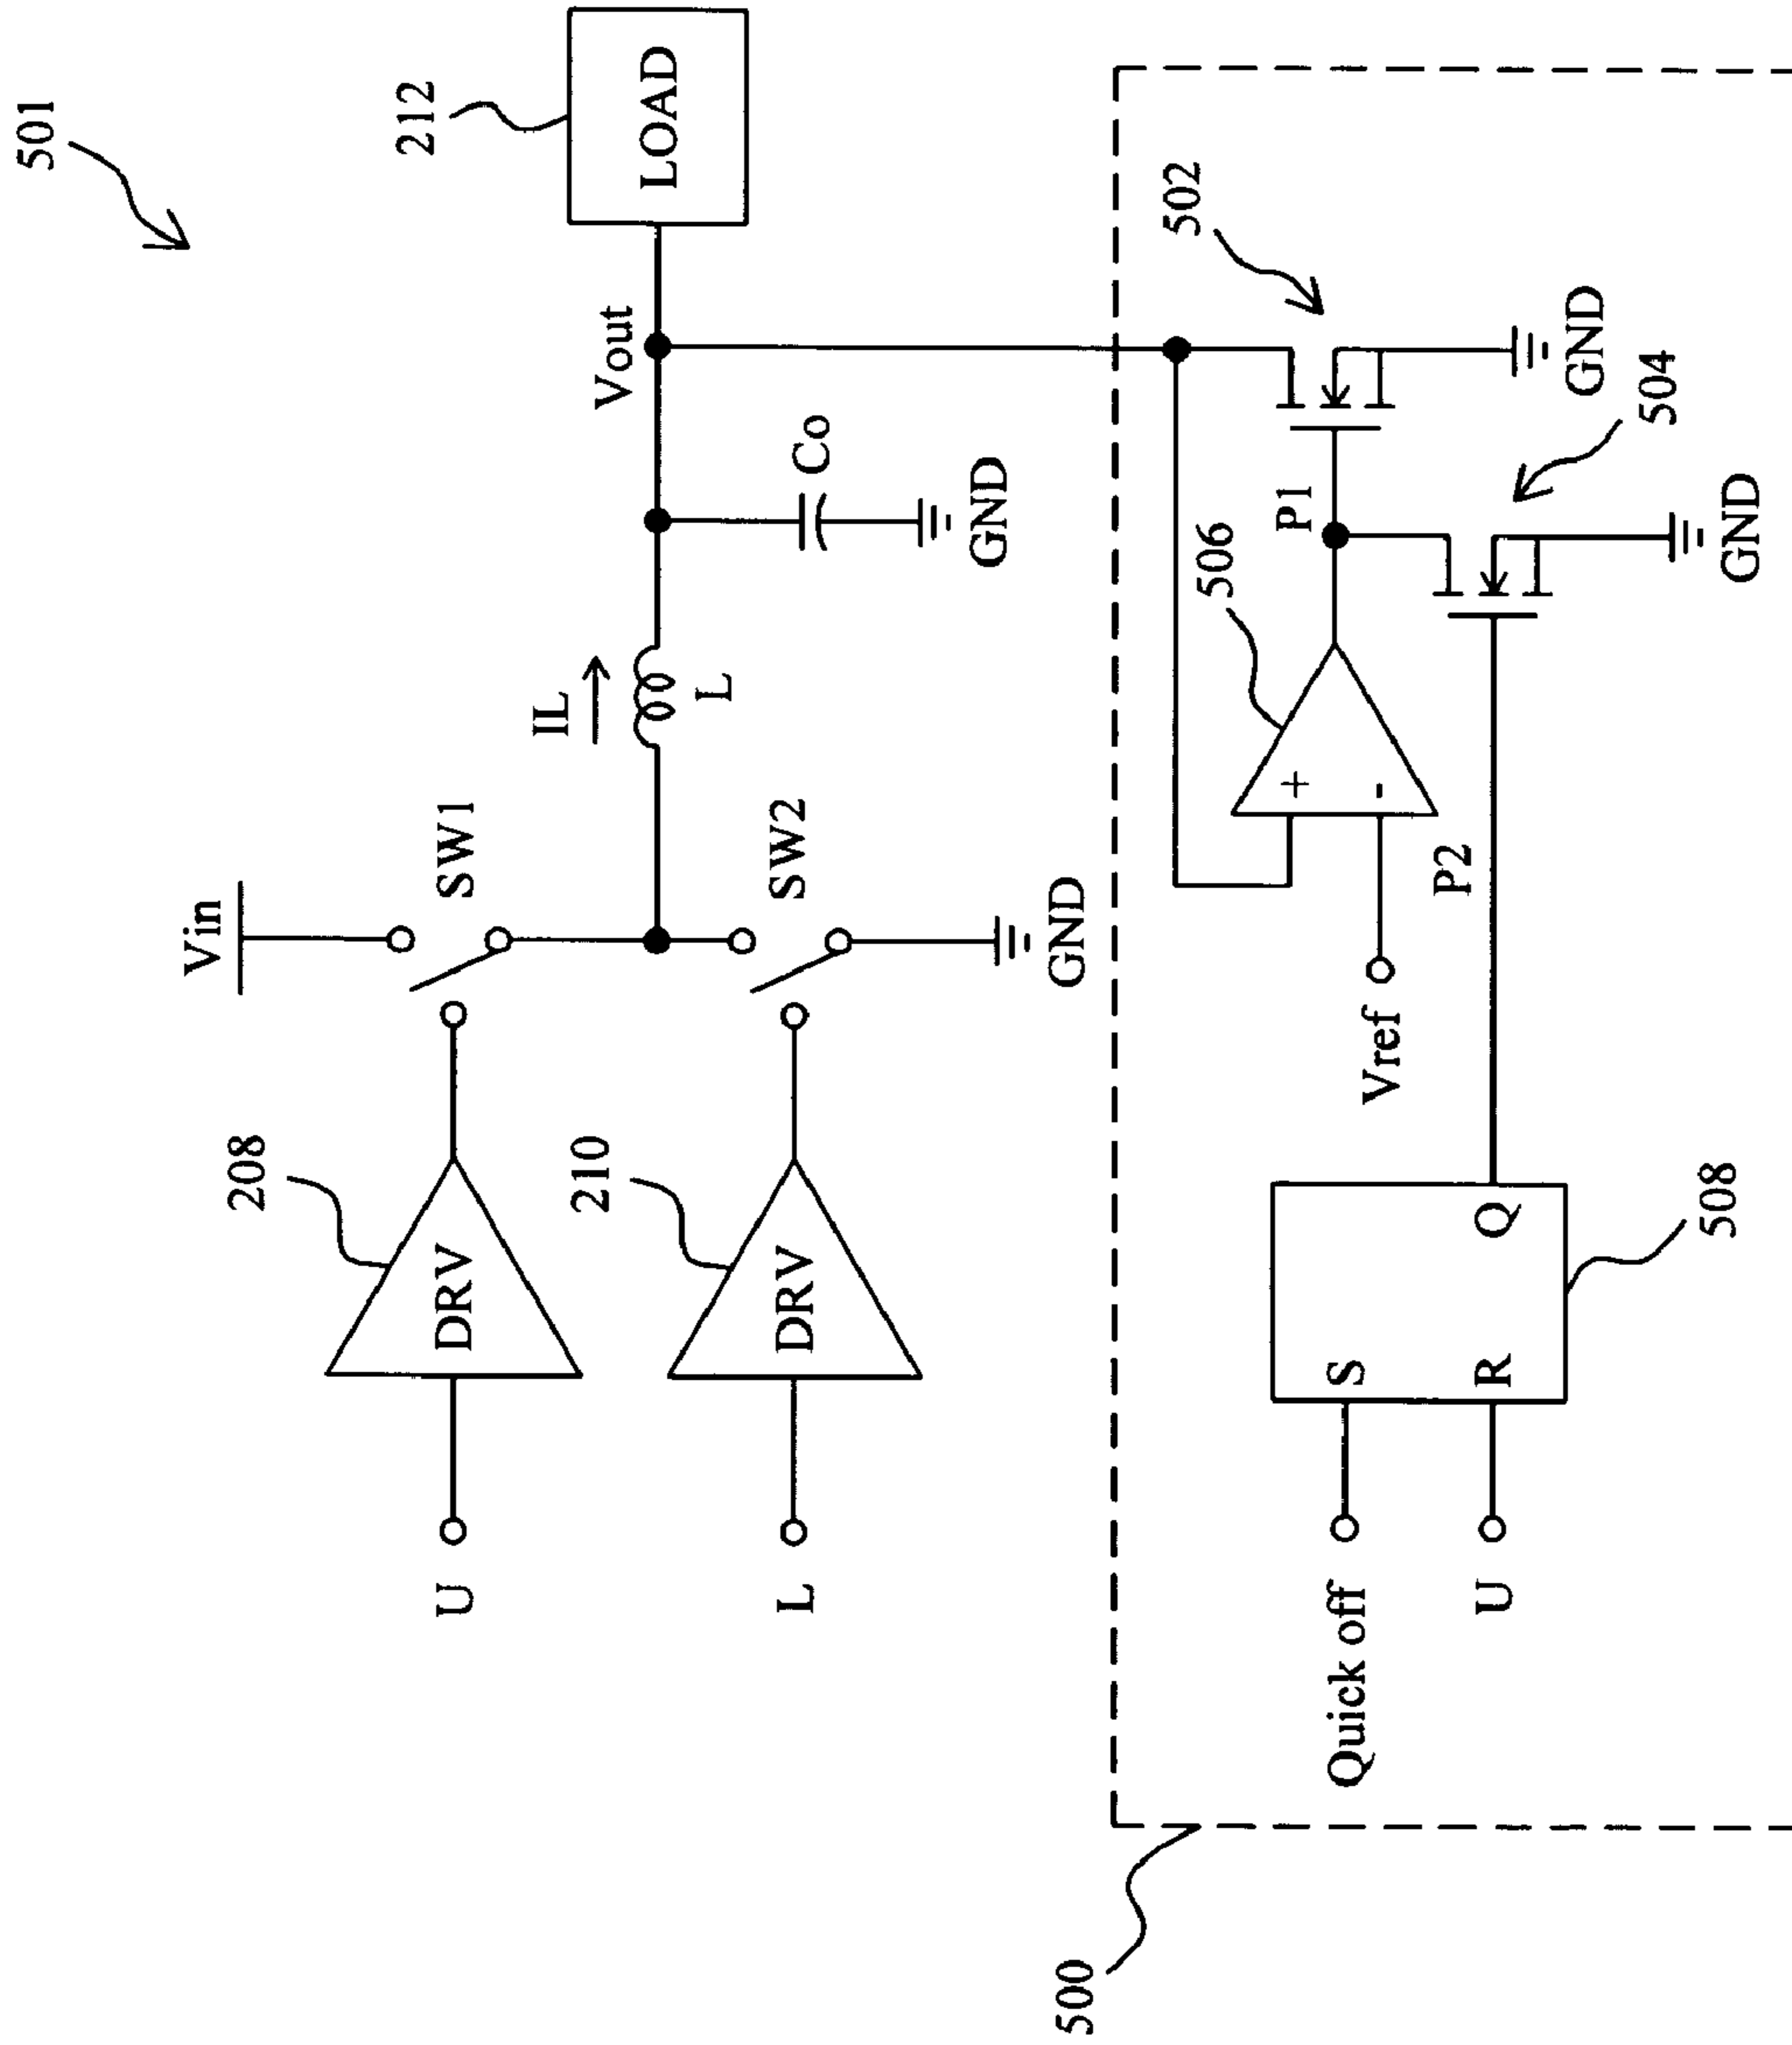 501
Vin
208
U
DRV
SW1
IL
L
Vout
212
LOAD
210
L
DRV
SW2
Co
GND
GND
500
502
506
P1
+
-
Vref
GND
Quick off
S
U
R
Q
P2
504
508
GND